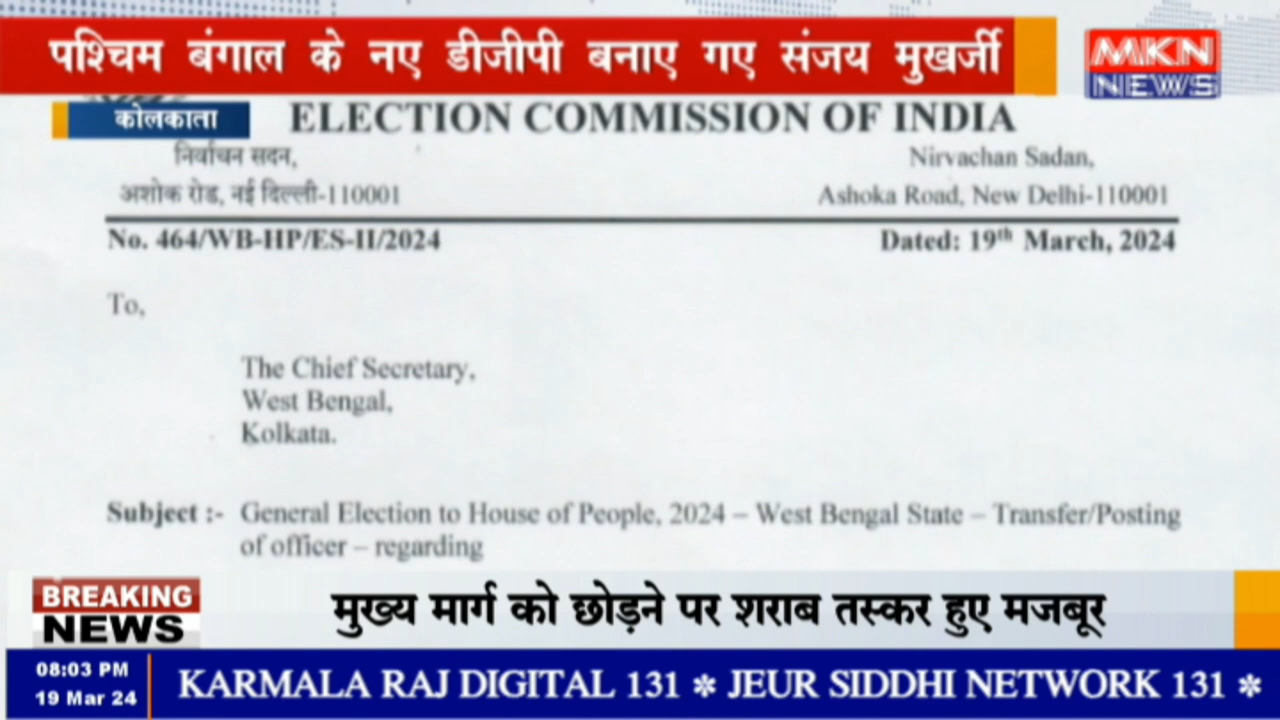 पश्चिम बंगाल के नए डीजीपी बनाए गए संजय मुखर्जी
MKN
NEWS
कोलकाता
ELECTION COMMISSION OF INDIA
निर्वाचन सदन,
अशोक रोड, नई दिल्ली-110001
Nirvachan Sadan,
Ashoka Road, New Delhi-110001
No. 464/WB-HP/ES-II/2024
Dated: 19th March, 2024
To,
The Chief Secretary,
West Bengal,
Kolkata.
Subject :- General Election to House of People, 2024 – West Bengal State – Transfer/Posting
of officer – regarding
BREAKING
NEWS
मुख्य मार्ग को छोड़ने पर शराब तस्कर हुए मजबूर
08:03 PM
19 Mar 24
KARMALA RAJ DIGITAL 131 ✽ JEUR SIDDHI NETWORK 131 ✽